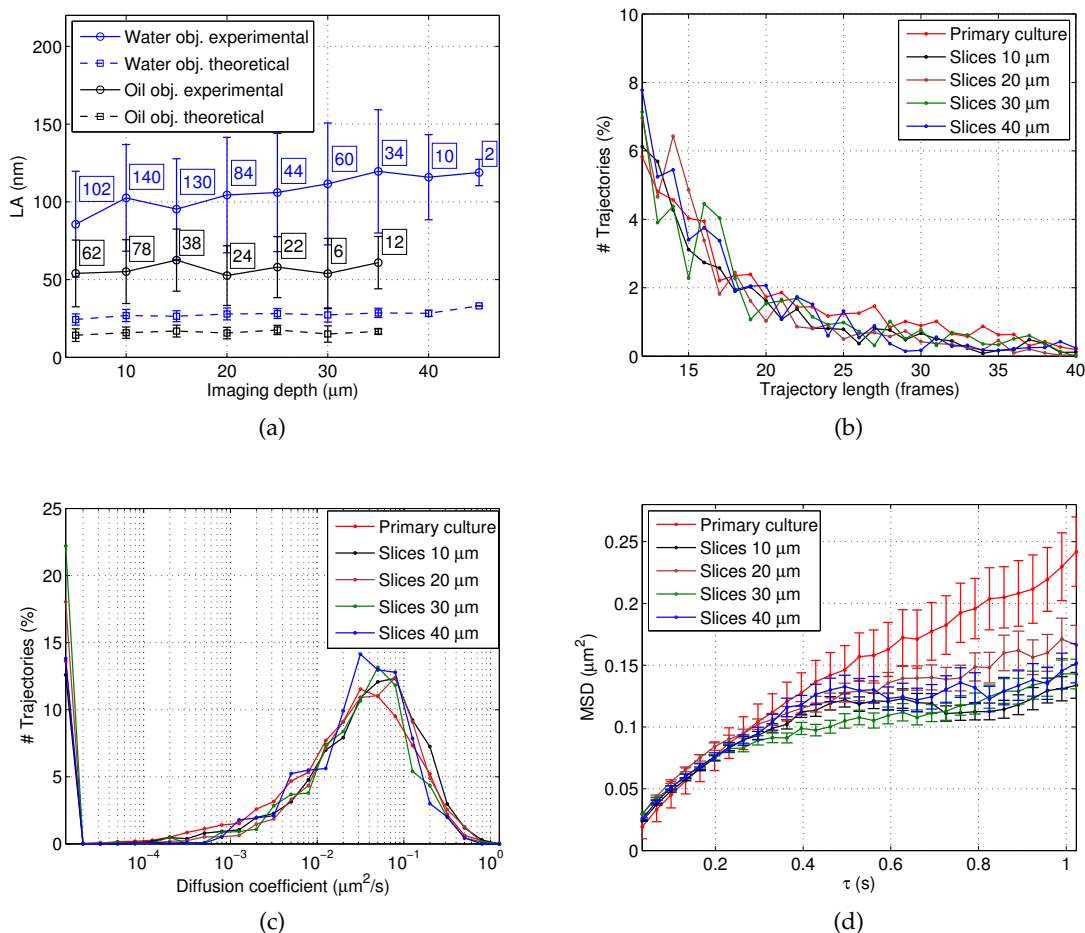 200
150
100
50
0
LA (nm)
10
20
30
40
Imaging depth (µm)
Water obj. experimental
Water obj. theoretical
Oil obj. experimental
Oil obj. theoretical
102
140
130
84
44
60
34
10
2
62
78
38
24
22
6
12
(a)
10
8
6
4
2
0
# Trajectories (%)
15
20
25
30
35
40
Trajectory length (frames)
Primary culture
Slices 10 µm
Slices 20 µm
Slices 30 µm
Slices 40 µm
(b)
25
20
15
10
5
0
# Trajectories (%)
10⁻⁴
10⁻³
10⁻²
10⁻¹
10⁰
Diffusion coefficient (µm²/s)
Primary culture
Slices 10 µm
Slices 20 µm
Slices 30 µm
Slices 40 µm
(c)
0.25
0.2
0.15
0.1
0.05
0
MSD (µm²)
0.2
0.4
0.6
0.8
1
τ (s)
Primary culture
Slices 10 µm
Slices 20 µm
Slices 30 µm
Slices 40 µm
(d)